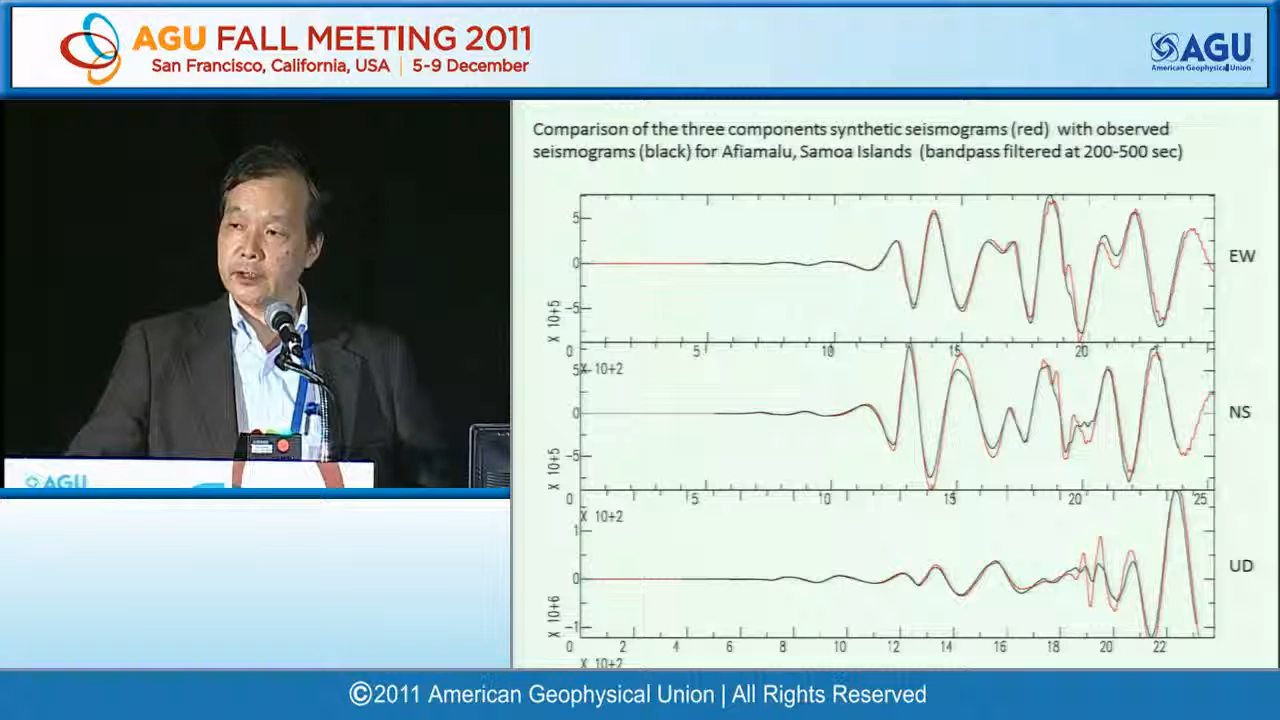 AGU FALL MEETING 2011
San Francisco, California, USA | 5-9 December
AGU
American Geophysical Union
AGU
Comparison of the three components synthetic seismograms (red) with observed
seismograms (black) for Afiamalu, Samoa Islands (bandpass filtered at 200-500 sec)
5
0
-5
X 10+5
EW
0 5 10 15 20
X 10+2
5
0
-5
X 10+5
NS
0 5 10 15 20 25
X 10+2
1
0
-1
X 10+6
UD
0 2 4 6 8 10 12 14 16 18 20 22
X 10+2
©2011 American Geophysical Union | All Rights Reserved